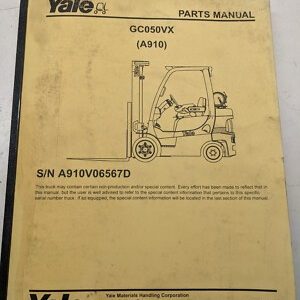 Yale
PARTS MANUAL
GC050VX
(A910)
S/N A910V06567D
This truck may contain certain non-production and/or special content. Every effort has been made to reflect that in
this manual, but the user is well advised to refer to the special content information that pertains to this specific
serial number truck. If so equipped, the special content information will be located in the last section of this manual.
Yale
Yale Materials Handling Corporation